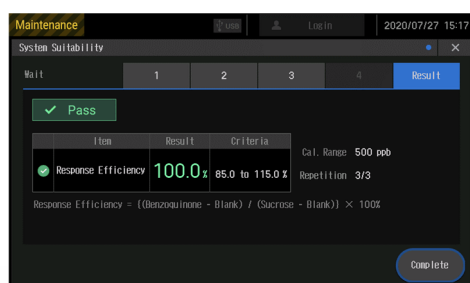 Maintenance USB Login 2020/07/27 15:17
System Suitability
Wait 1 2 3 4 Result
Pass
Item Result Criteria
Response Efficiency 100.0% 85.0 to 115.0 %
Cal. Range 500 ppb
Repetition 3/3
Response Efficiency = {(Benzoquinone - Blank) / (Sucrose - Blank)} × 100%
Complete